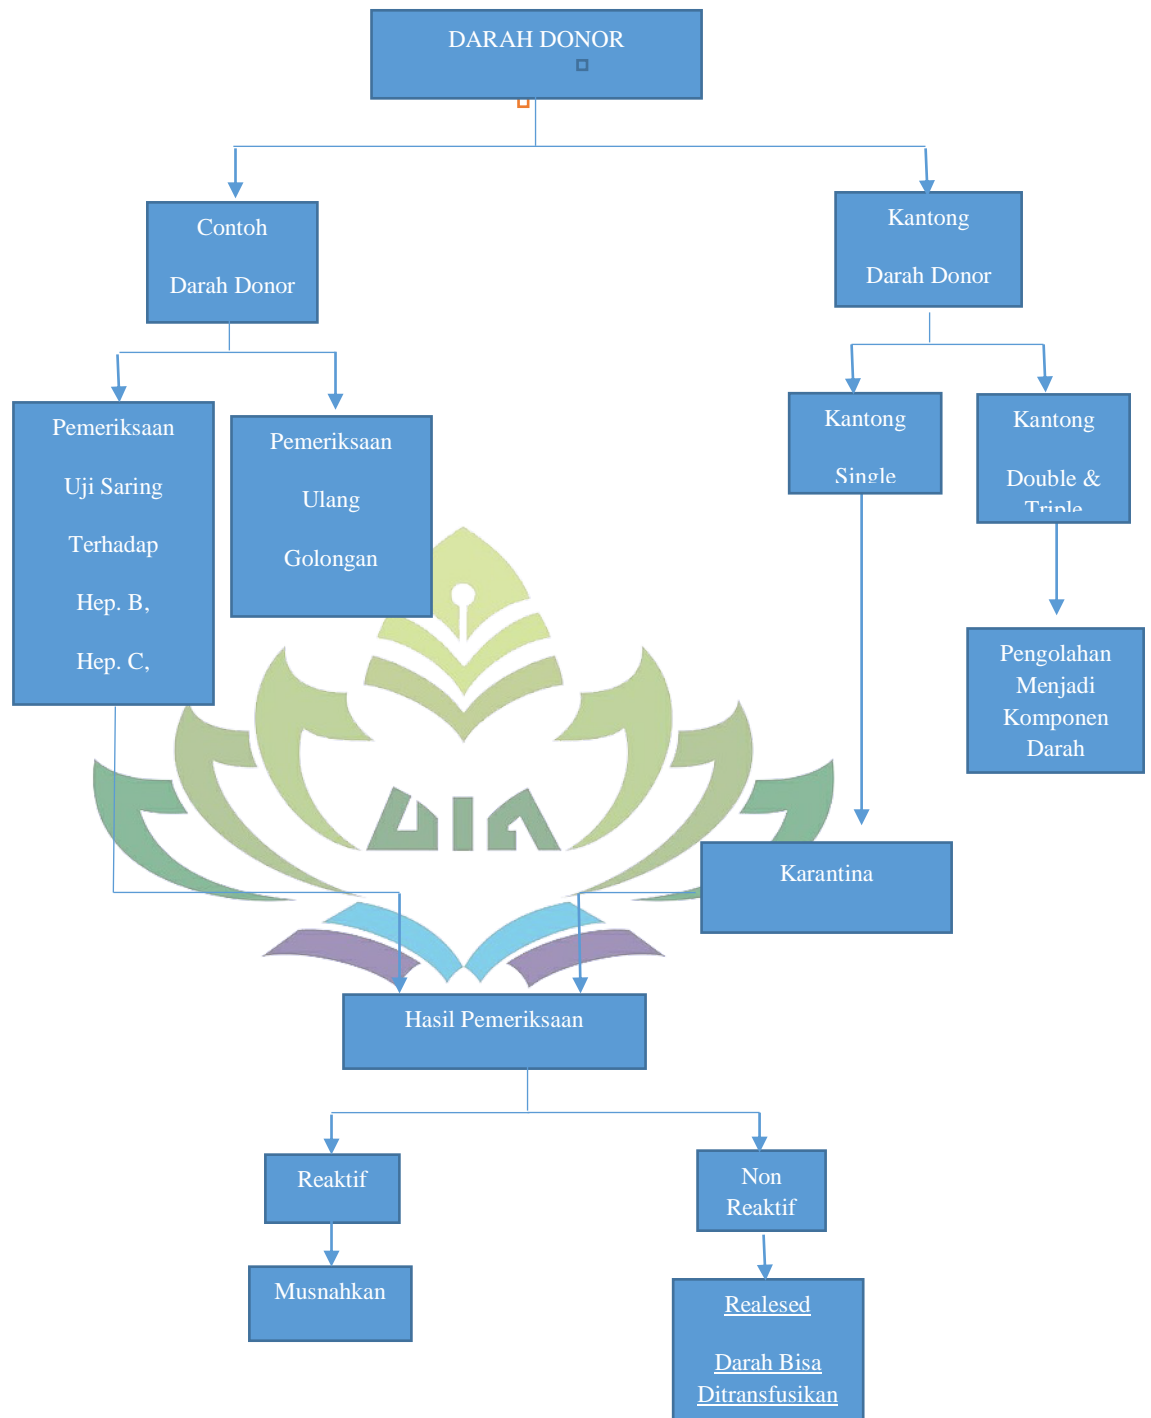 DARAH DONOR
Contoh
Darah Donor
Kantong
Darah Donor
Pemeriksaan
Uji Saring
Terhadap
Hep. B,
Hep. C,
Pemeriksaan
Ulang
Golongan
Kantong
Single
Kantong
Double &
Triple
Pengolahan
Menjadi
Komponen
Darah
Karantina
Hasil Pemeriksaan
Reaktif
Non
Reaktif
Musnahkan
Realesed
Darah Bisa
Ditransfusikan